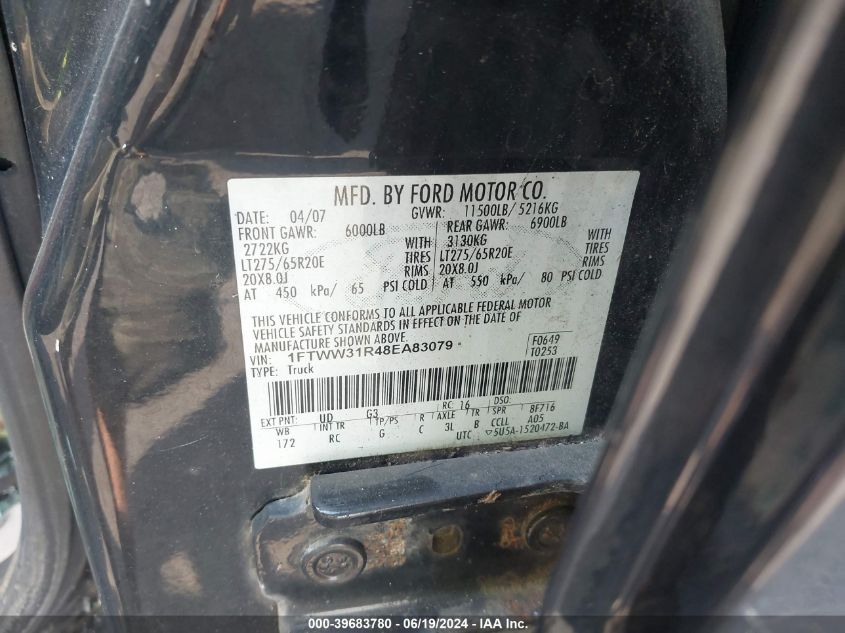 MFD. BY FORD MOTOR CO.
DATE: 04/07 GVWR: 11500LB/ 5216KG
FRONT GAWR: 6000LB REAR GAWR: 6900LB
2722KG WITH 3130KG WITH
LT275/65R20E TIRES LT275/65R20E TIRES
20X8.0J RIMS 20X8.0J RIMS
AT 450 kPa/ 65 PSI COLD AT 550 kPa/ 80 PSI COLD
THIS VEHICLE CONFORMS TO ALL APPLICABLE FEDERAL MOTOR
VEHICLE SAFETY STANDARDS IN EFFECT ON THE DATE OF
MANUFACTURE SHOWN ABOVE.
VIN: 1FTWW31R48EA83079 F0649
TYPE: Truck T0253
EXT PNT: UD G3 RC: 16 DSO:
WB INT TR TP/PS R AXLE TR SPR 8F716
172 RC G C 3L B CCLL A05
UTC ▽5U5A-1520472-BA
000-39683780 - 06/19/2024 - IAA Inc.